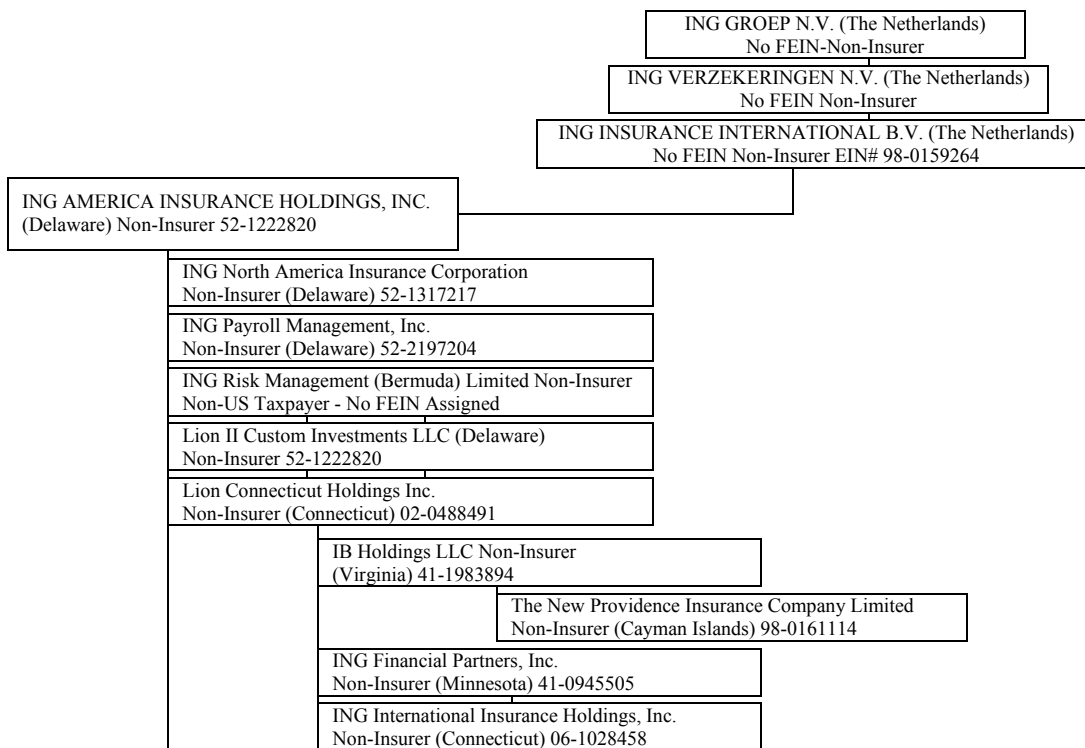 ING GROEP N.V. (The Netherlands)
No FEIN-Non-Insurer
ING VERZEKERINGEN N.V. (The Netherlands)
No FEIN Non-Insurer
ING INSURANCE INTERNATIONAL B.V. (The Netherlands)
No FEIN Non-Insurer EIN# 98-0159264
ING AMERICA INSURANCE HOLDINGS, INC.
(Delaware) Non-Insurer 52-1222820
ING North America Insurance Corporation
Non-Insurer (Delaware) 52-1317217
ING Payroll Management, Inc.
Non-Insurer (Delaware) 52-2197204
ING Risk Management (Bermuda) Limited Non-Insurer
Non-US Taxpayer - No FEIN Assigned
Lion II Custom Investments LLC (Delaware)
Non-Insurer 52-1222820
Lion Connecticut Holdings Inc.
Non-Insurer (Connecticut) 02-0488491
IB Holdings LLC Non-Insurer
(Virginia) 41-1983894
The New Providence Insurance Company Limited
Non-Insurer (Cayman Islands) 98-0161114
ING Financial Partners, Inc.
Non-Insurer (Minnesota) 41-0945505
ING International Insurance Holdings, Inc.
Non-Insurer (Connecticut) 06-1028458